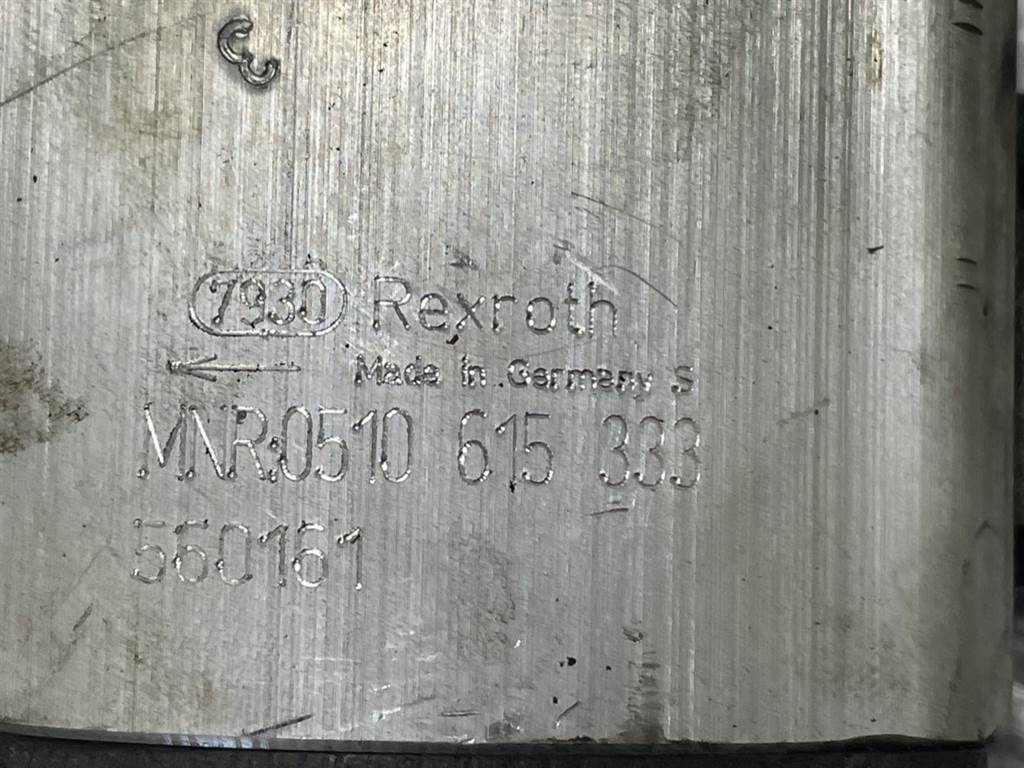 7930 Rexroth
Made in Germany S
MNR:0510 615 333
560161